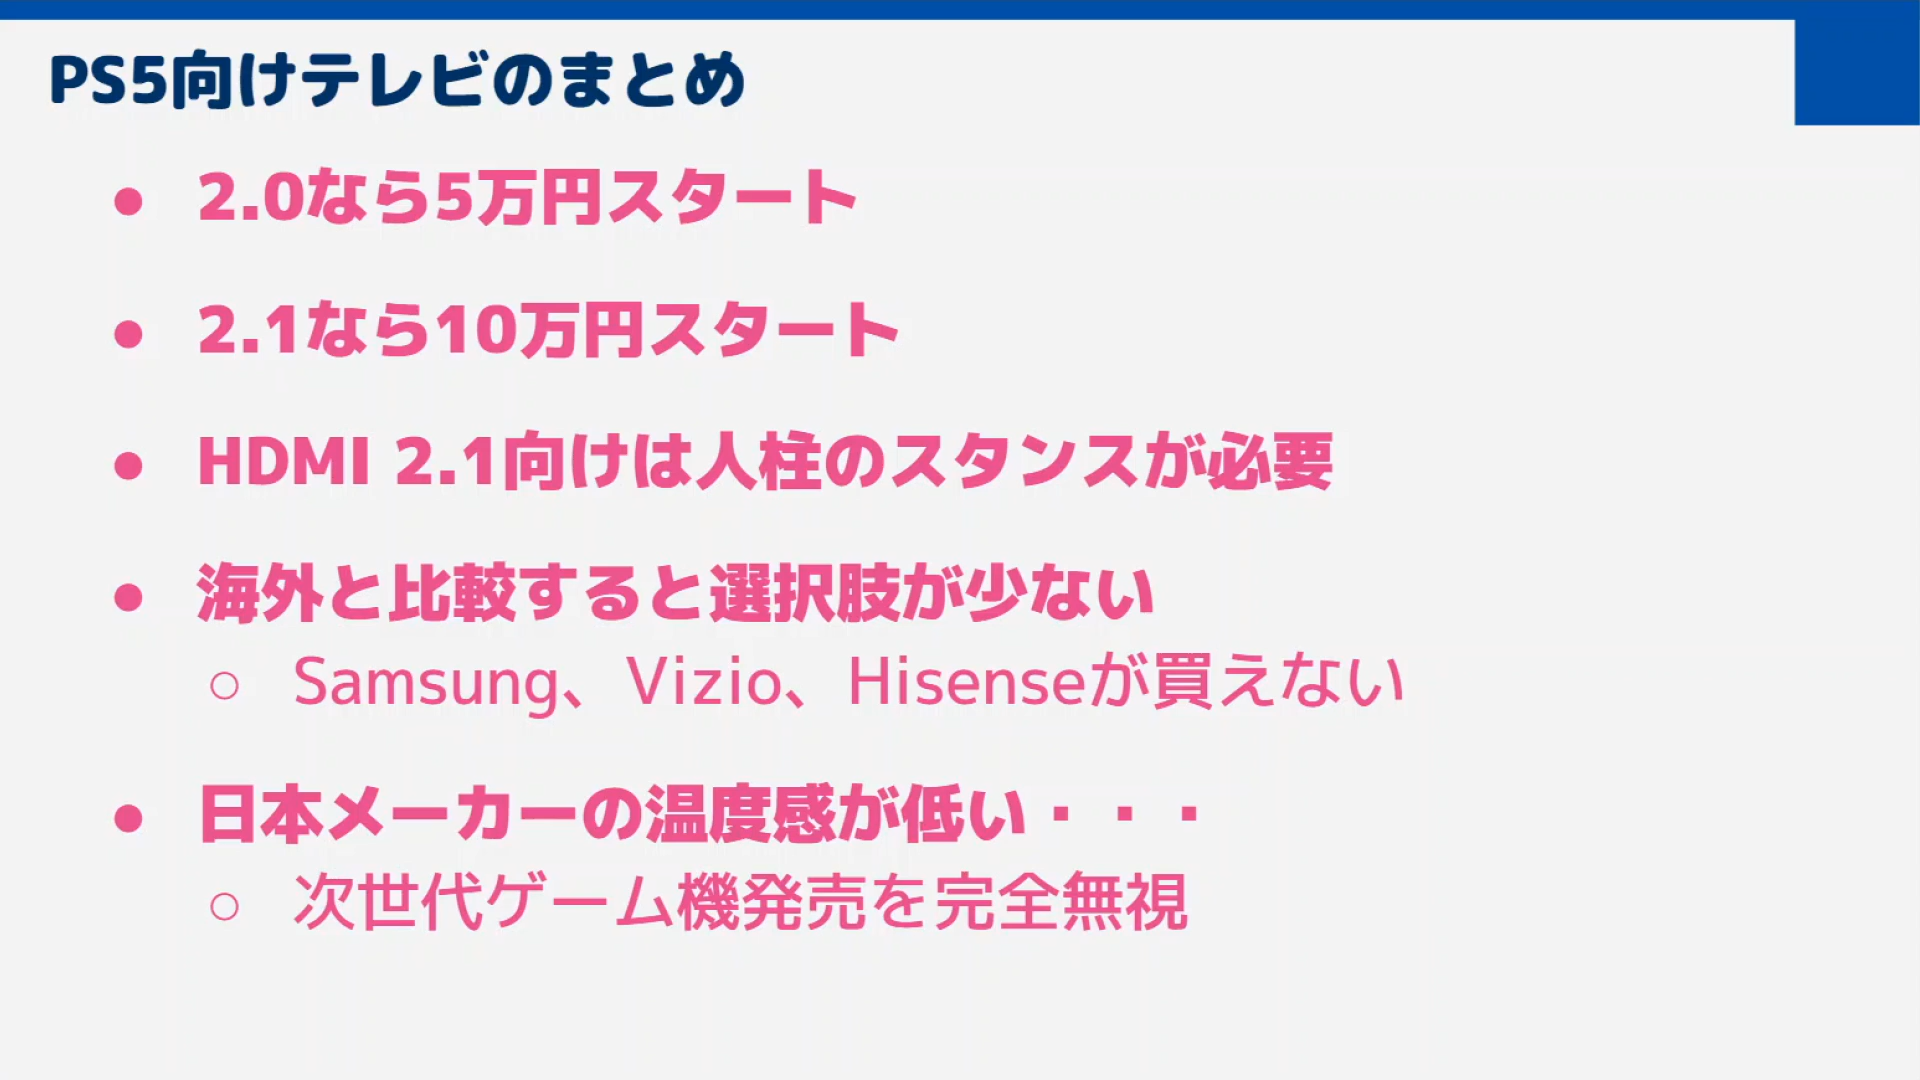 PS5向けテレビのまとめ
● 2.0なら5万円スタート
● 2.1なら10万円スタート
● HDMI 2.1向けは人柱のスタンスが必要
● 海外と比較すると選択肢が少ない
○ Samsung、Vizio、Hisenseが買えない
● 日本メーカーの温度感が低い・・・
○ 次世代ゲーム機発売を完全無視